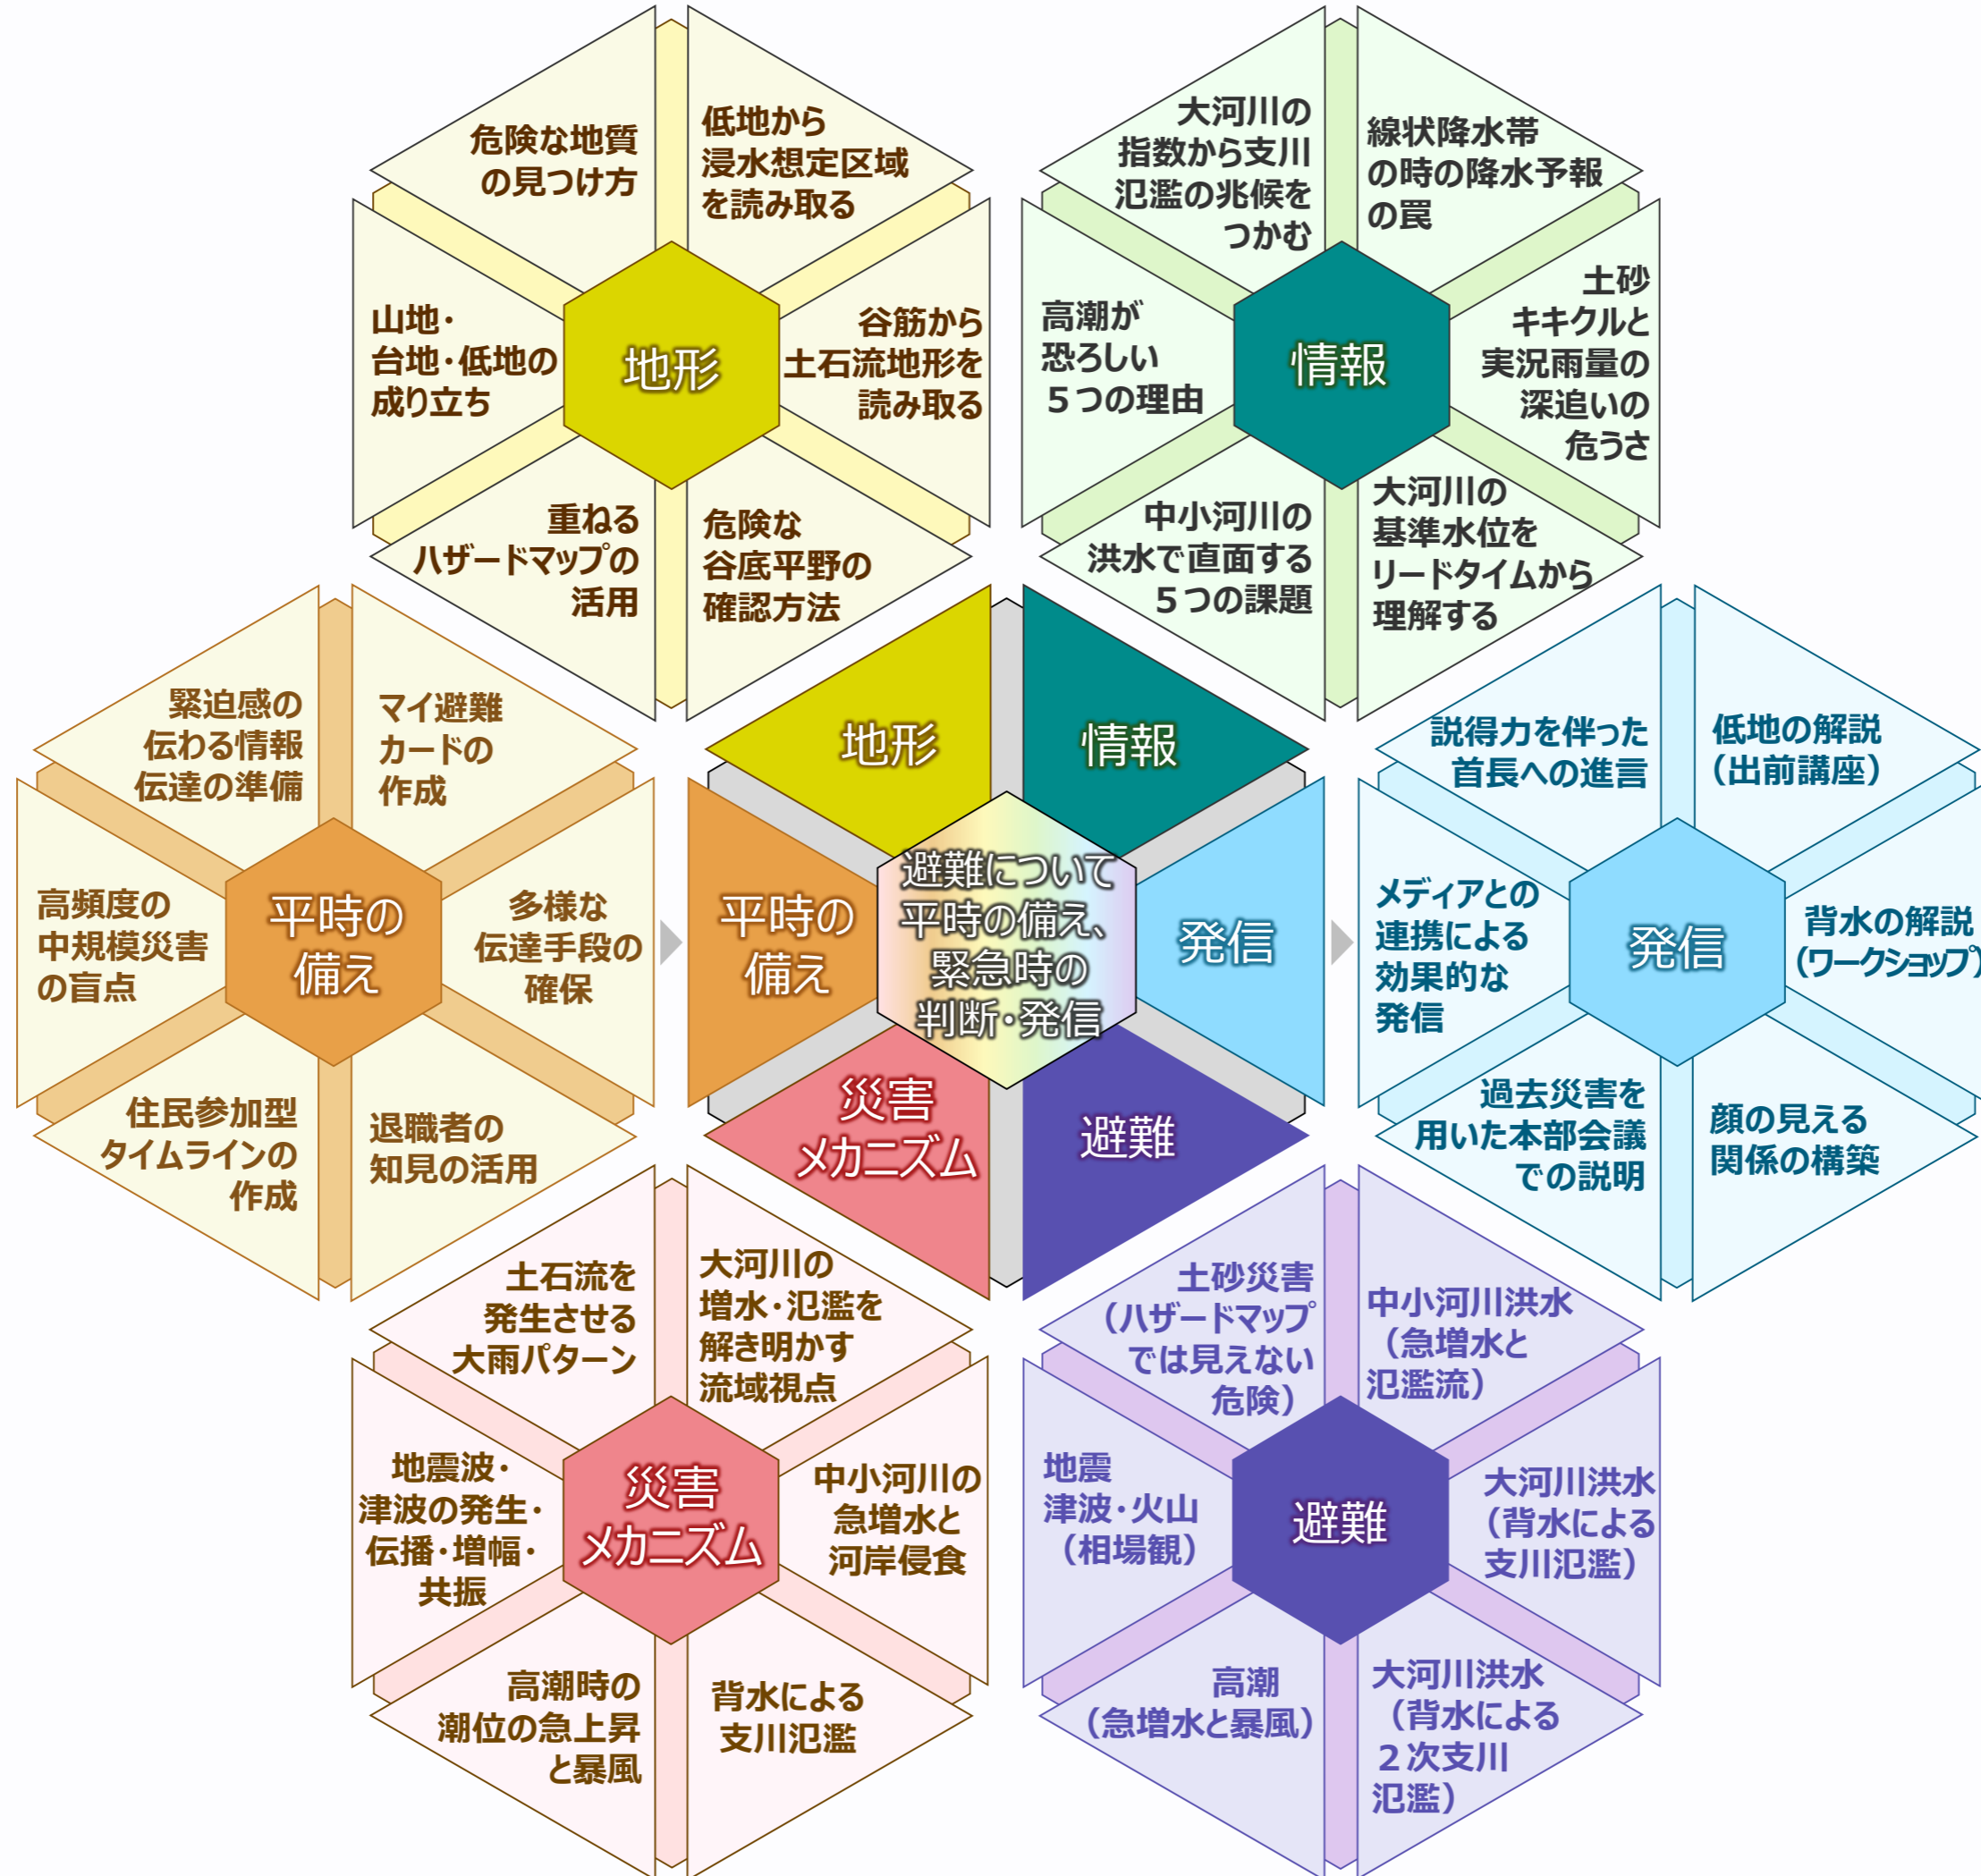 危険な地質
の見つけ方
低地から
浸水想定区域
を読み取る
山地・
台地・低地の
成り立ち
地形
谷筋から
土石流地形を
読み取る
重ねる
ハザードマップの
活用
危険な
谷底平野の
確認方法
大河川の
指数から支川
氾濫の兆候を
つかむ
線状降水帯
の時の降水予報
の罠
高潮が
恐ろしい
５つの理由
情報
土砂
キキクルと
実況雨量の
深追いの
危うさ
中小河川の
洪水で直面する
５つの課題
大河川の
基準水位を
リードタイムから
理解する
緊迫感の
伝わる情報
伝達の準備
マイ避難
カードの
作成
高頻度の
中規模災害
の盲点
平時の
備え
多様な
伝達手段の
確保
住民参加型
タイムラインの
作成
退職者の
知見の活用
地形
情報
平時の
備え
避難について
平時の備え、
緊急時の
判断・発信
発信
災害
メカニズム
避難
説得力を伴った
首長への進言
低地の解説
（出前講座）
メディアとの
連携による
効果的な
発信
発信
背水の解説
（ワークショップ）
過去災害を
用いた本部会議
での説明
顔の見える
関係の構築
土石流を
発生させる
大雨パターン
大河川の
増水・氾濫を
解き明かす
流域視点
地震波・
津波の発生・
伝播・増幅・
共振
災害
メカニズム
中小河川の
急増水と
河岸侵食
高潮時の
潮位の急上昇
と暴風
背水による
支川氾濫
土砂災害
（ハザードマップ
では見えない
危険）
中小河川洪水
（急増水と
氾濫流）
地震
津波・火山
（相場観）
避難
大河川洪水
（背水による
支川氾濫）
高潮
（急増水と暴風）
大河川洪水
（背水による
２次支川
氾濫）